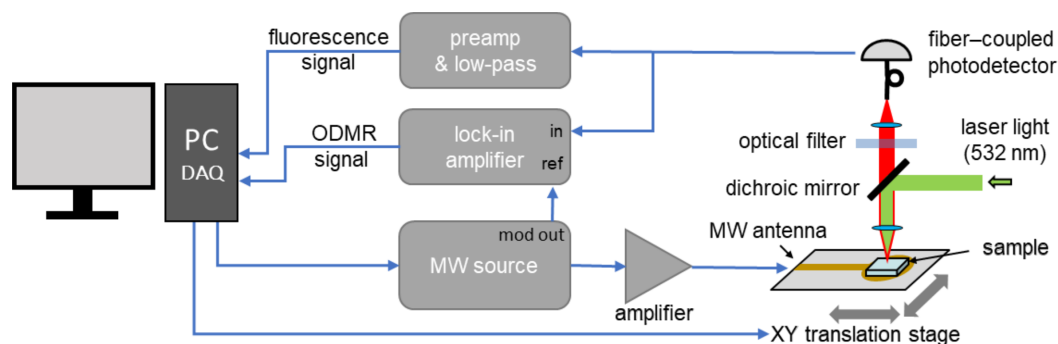 fluorescence
signal
preamp
& low-pass
fiber–coupled
photodetector
PC
DAQ
ODMR
signal
lock-in
amplifier
in
ref
optical filter
laser light
(532 nm)
dichroic mirror
mod out
MW source
amplifier
MW antenna
sample
XY translation stage